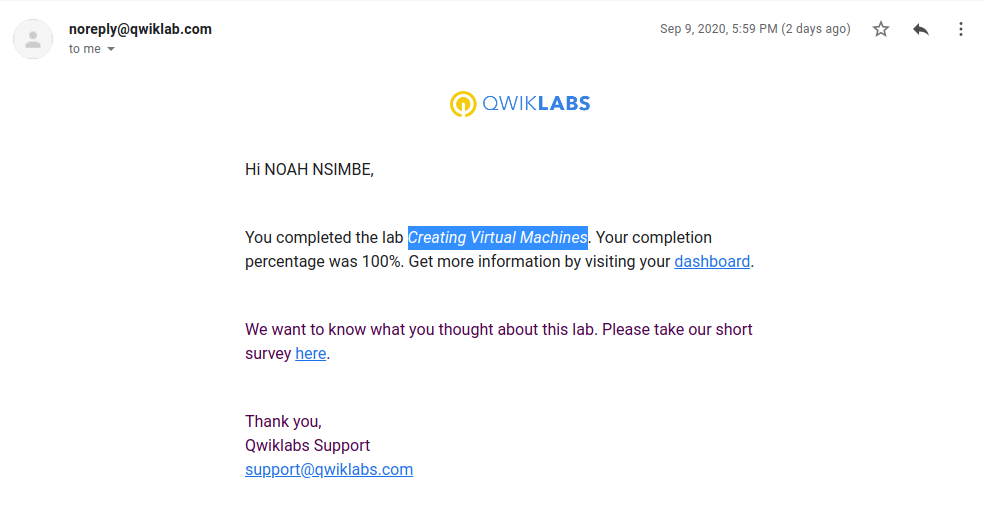 noreply@qwiklab.com
Sep 9, 2020, 5:59 PM (2 days ago)
to me
QWIKLABS
Hi NOAH NSIMBE,
You completed the lab Creating Virtual Machines. Your completion
percentage was 100%. Get more information by visiting your dashboard.
We want to know what you thought about this lab. Please take our short
survey here.
Thank you,
Qwiklabs Support
support@qwiklabs.com